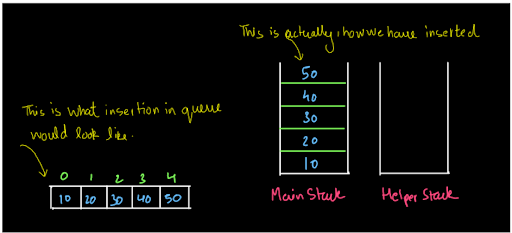 This is actually, how we have inserted
50
40
30
20
10
Main Stack
Helper Stack
This is what insertion in queue
would look like.
0 1 2 3 4
10 20 30 40 50